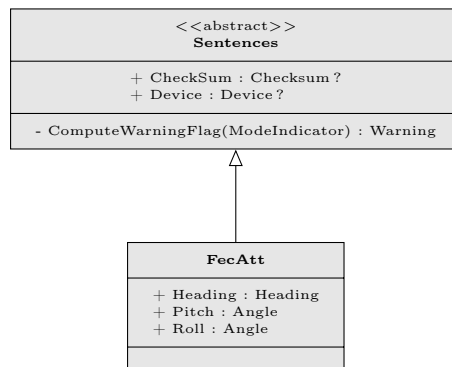 <<abstract>>
Sentences
+ CheckSum : Checksum ?
+ Device : Device ?
- ComputeWarningFlag(ModeIndicator) : Warning
FecAtt
+ Heading : Heading
+ Pitch : Angle
+ Roll : Angle